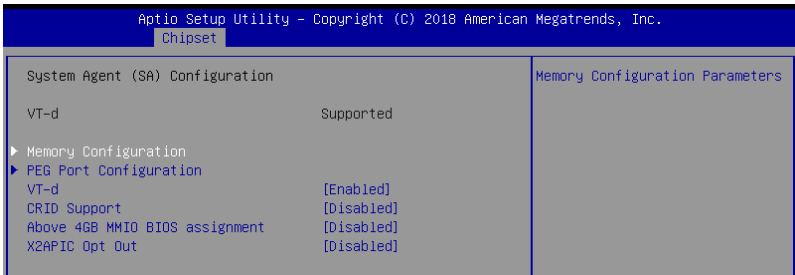 Aptio Setup Utility – Copyright (C) 2018 American Megatrends, Inc.
Chipset
System Agent (SA) Configuration
Memory Configuration Parameters
VT-d Supported
Memory Configuration
PEG Port Configuration
VT-d [Enabled]
CRID Support [Disabled]
Above 4GB MMIO BIOS assignment [Disabled]
X2APIC Opt Out [Disabled]